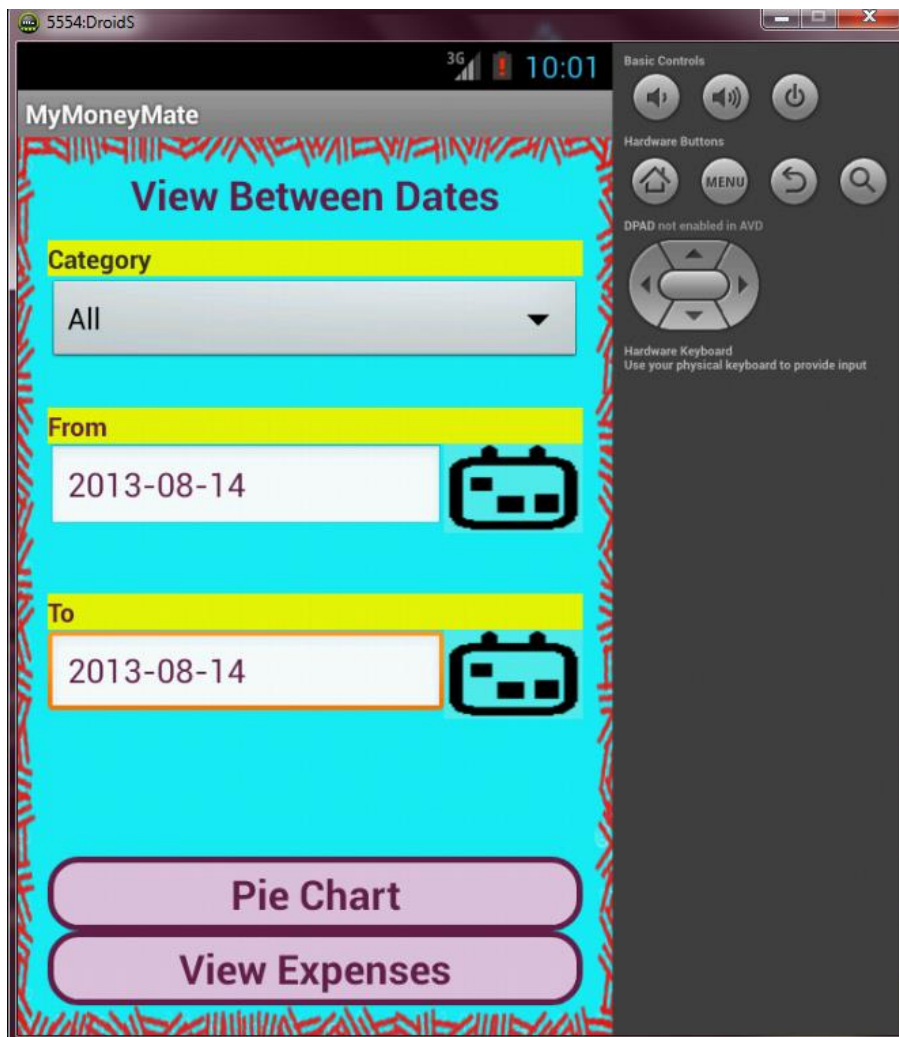 5554:DroidS
3G 10:01
MyMoneyMate
View Between Dates
Category
All
From
2013-08-14
To
2013-08-14
Pie Chart
View Expenses
Basic Controls
Hardware Buttons
MENU
DPAD not enabled in AVD
Hardware Keyboard
Use your physical keyboard to provide input